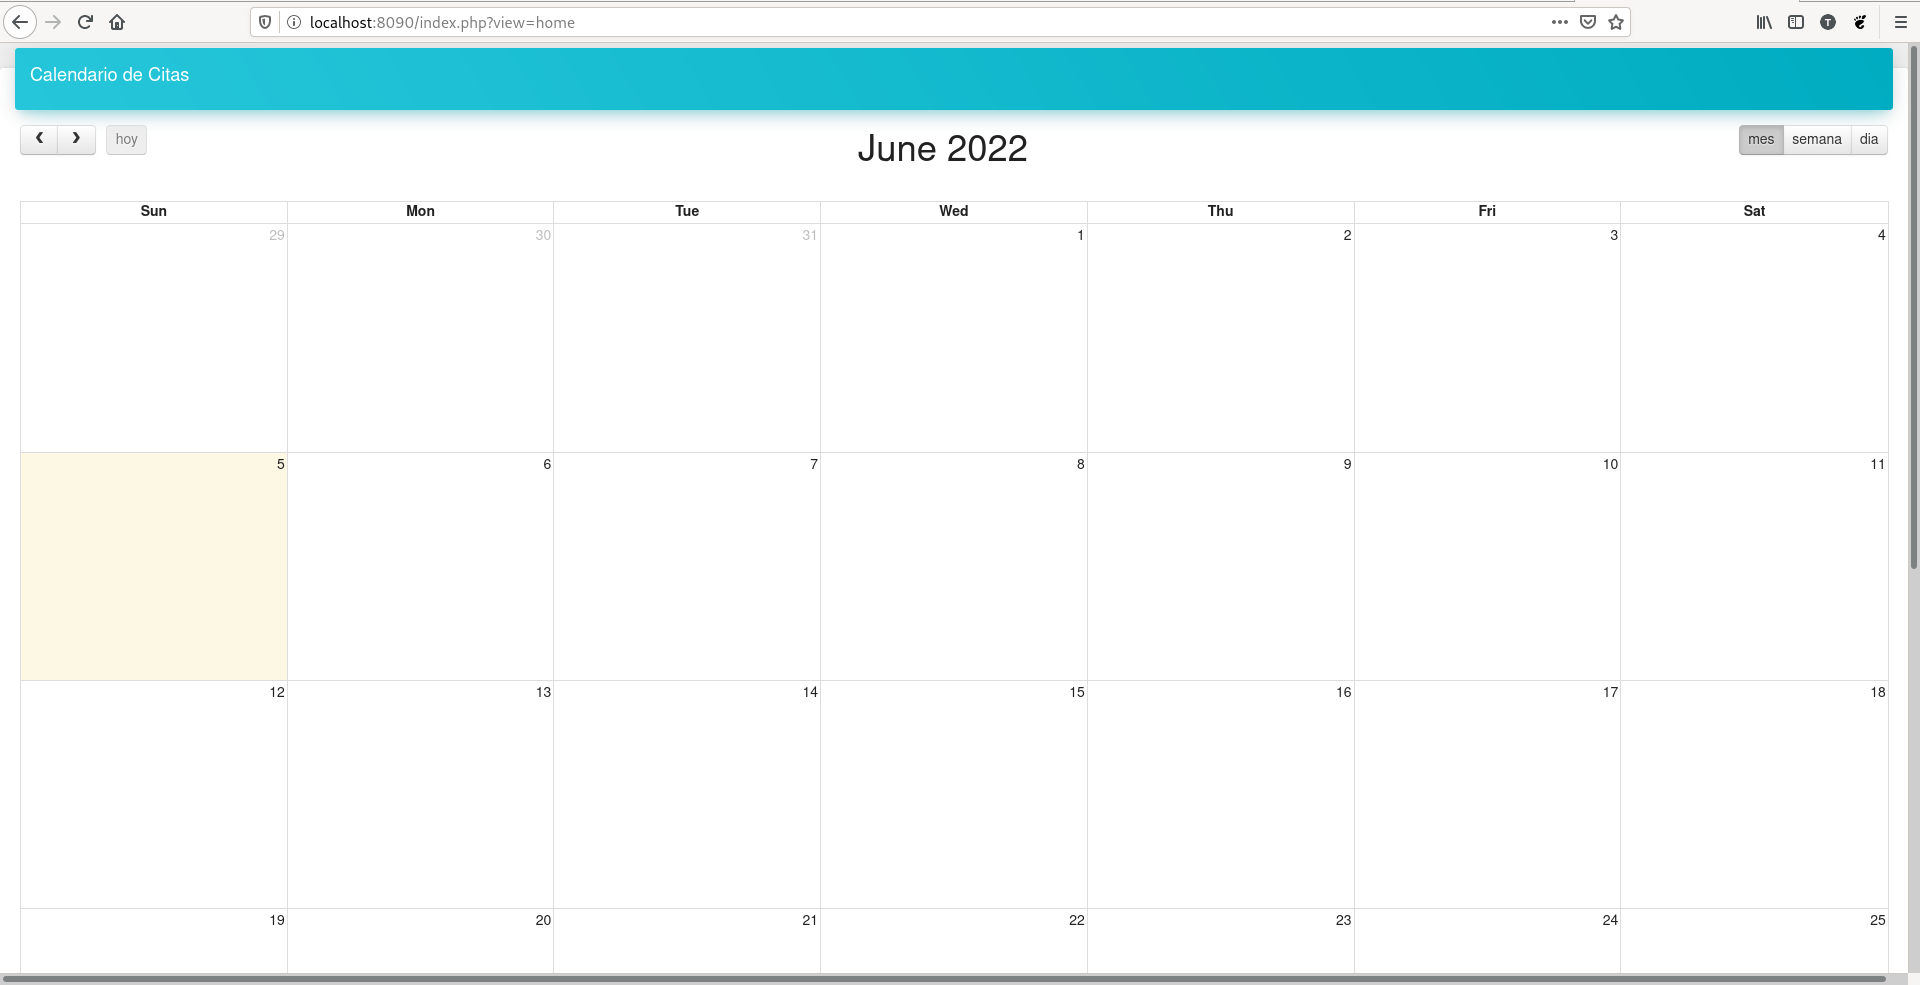 localhost:8090/index.php?view=home
Calendario de Citas
hoy
June 2022
mes semana dia
Sun Mon Tue Wed Thu Fri Sat
29 30 31 1 2 3 4
5 6 7 8 9 10 11
12 13 14 15 16 17 18
19 20 21 22 23 24 25